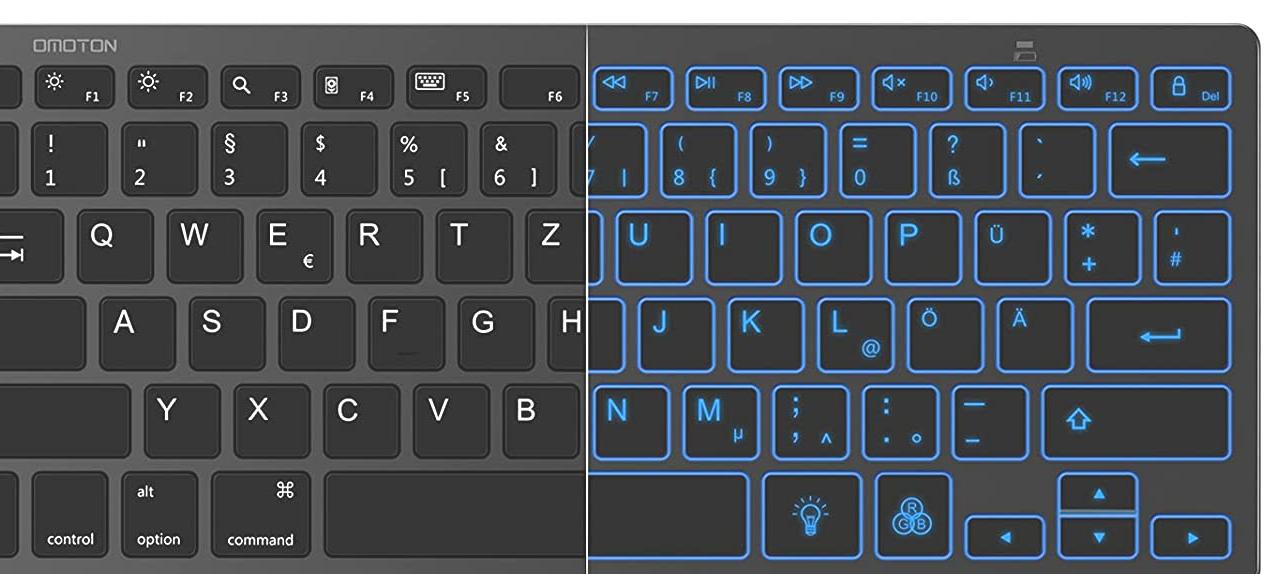 OMOTON
F1 F2 F3 F4 F5 F6 F7 F8 F9 F10 F11 F12 Del
! " § $ % & / ( ) = ? `
1 2 3 4 5 [ 6 ] 7 | 8 { 9 } 0 ß ´
Q W E R T Z U I O P Ü * '
€ + #
A S D F G H J K L Ö Ä
@
Y X C V B N M ; : —
µ , ^ . ° –
alt ⌘ R
G B
control option command